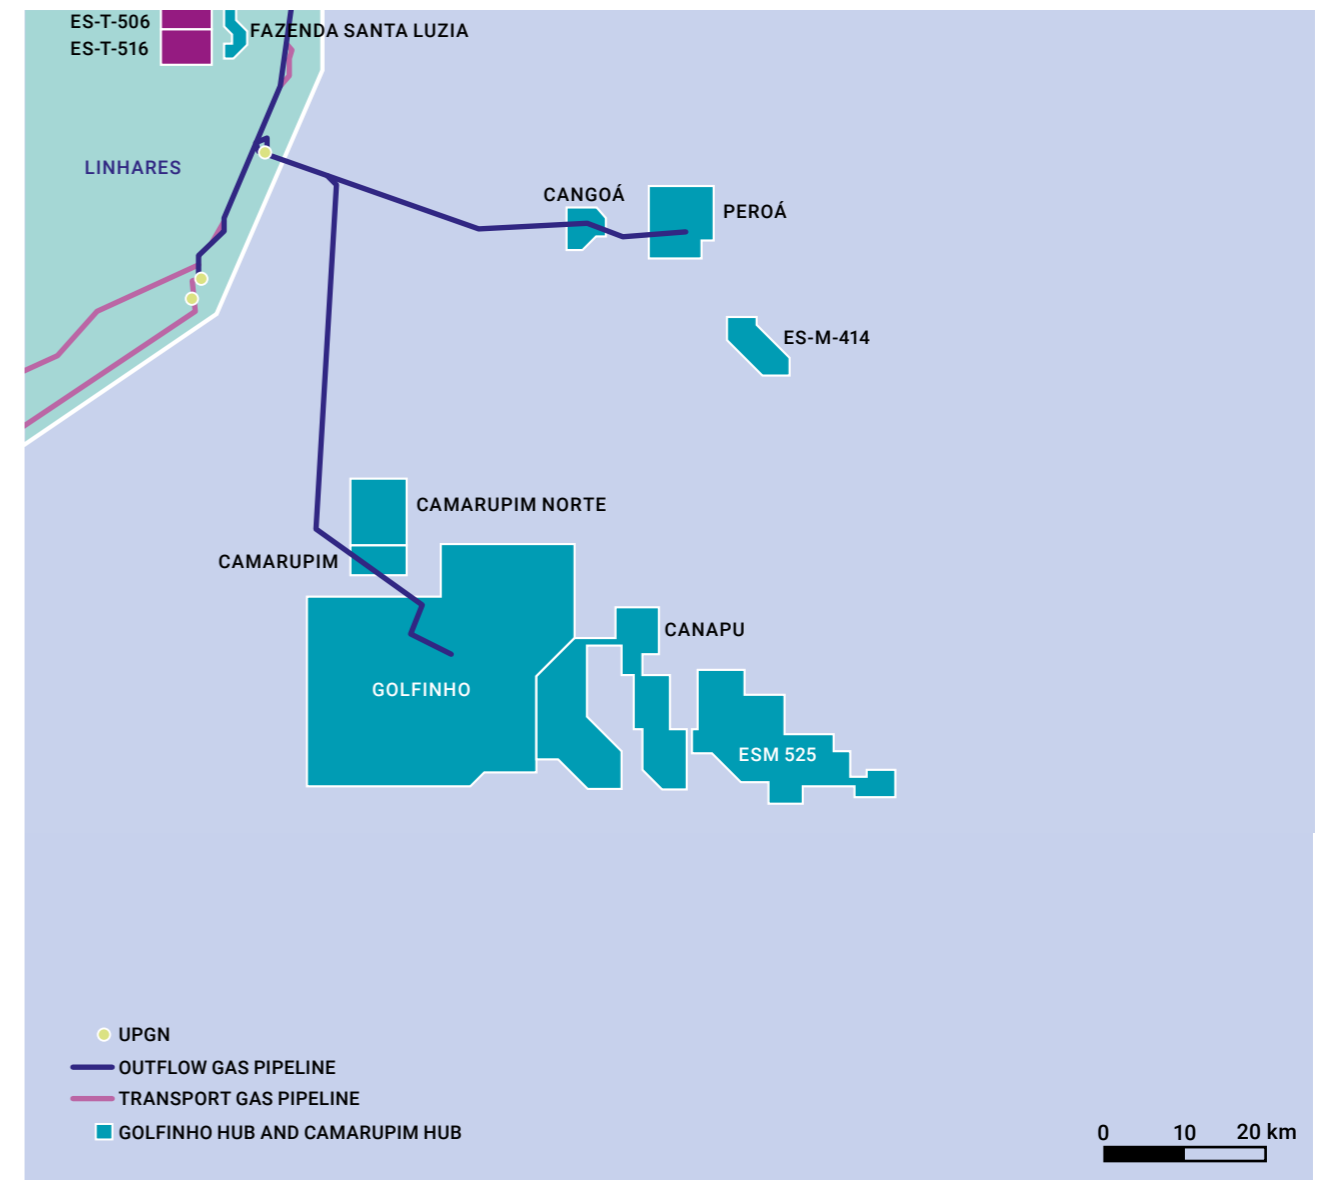 ES-T-506
FAZENDA SANTA LUZIA
ES-T-516
LINHARES
CANGOÁ
PEROÁ
ES-M-414
CAMARUPIM NORTE
CAMARUPIM
CANAPU
GOLFINHO
ESM 525
UPGN
OUTFLOW GAS PIPELINE
TRANSPORT GAS PIPELINE
GOLFINHO HUB AND CAMARUPIM HUB
0 10 20 km